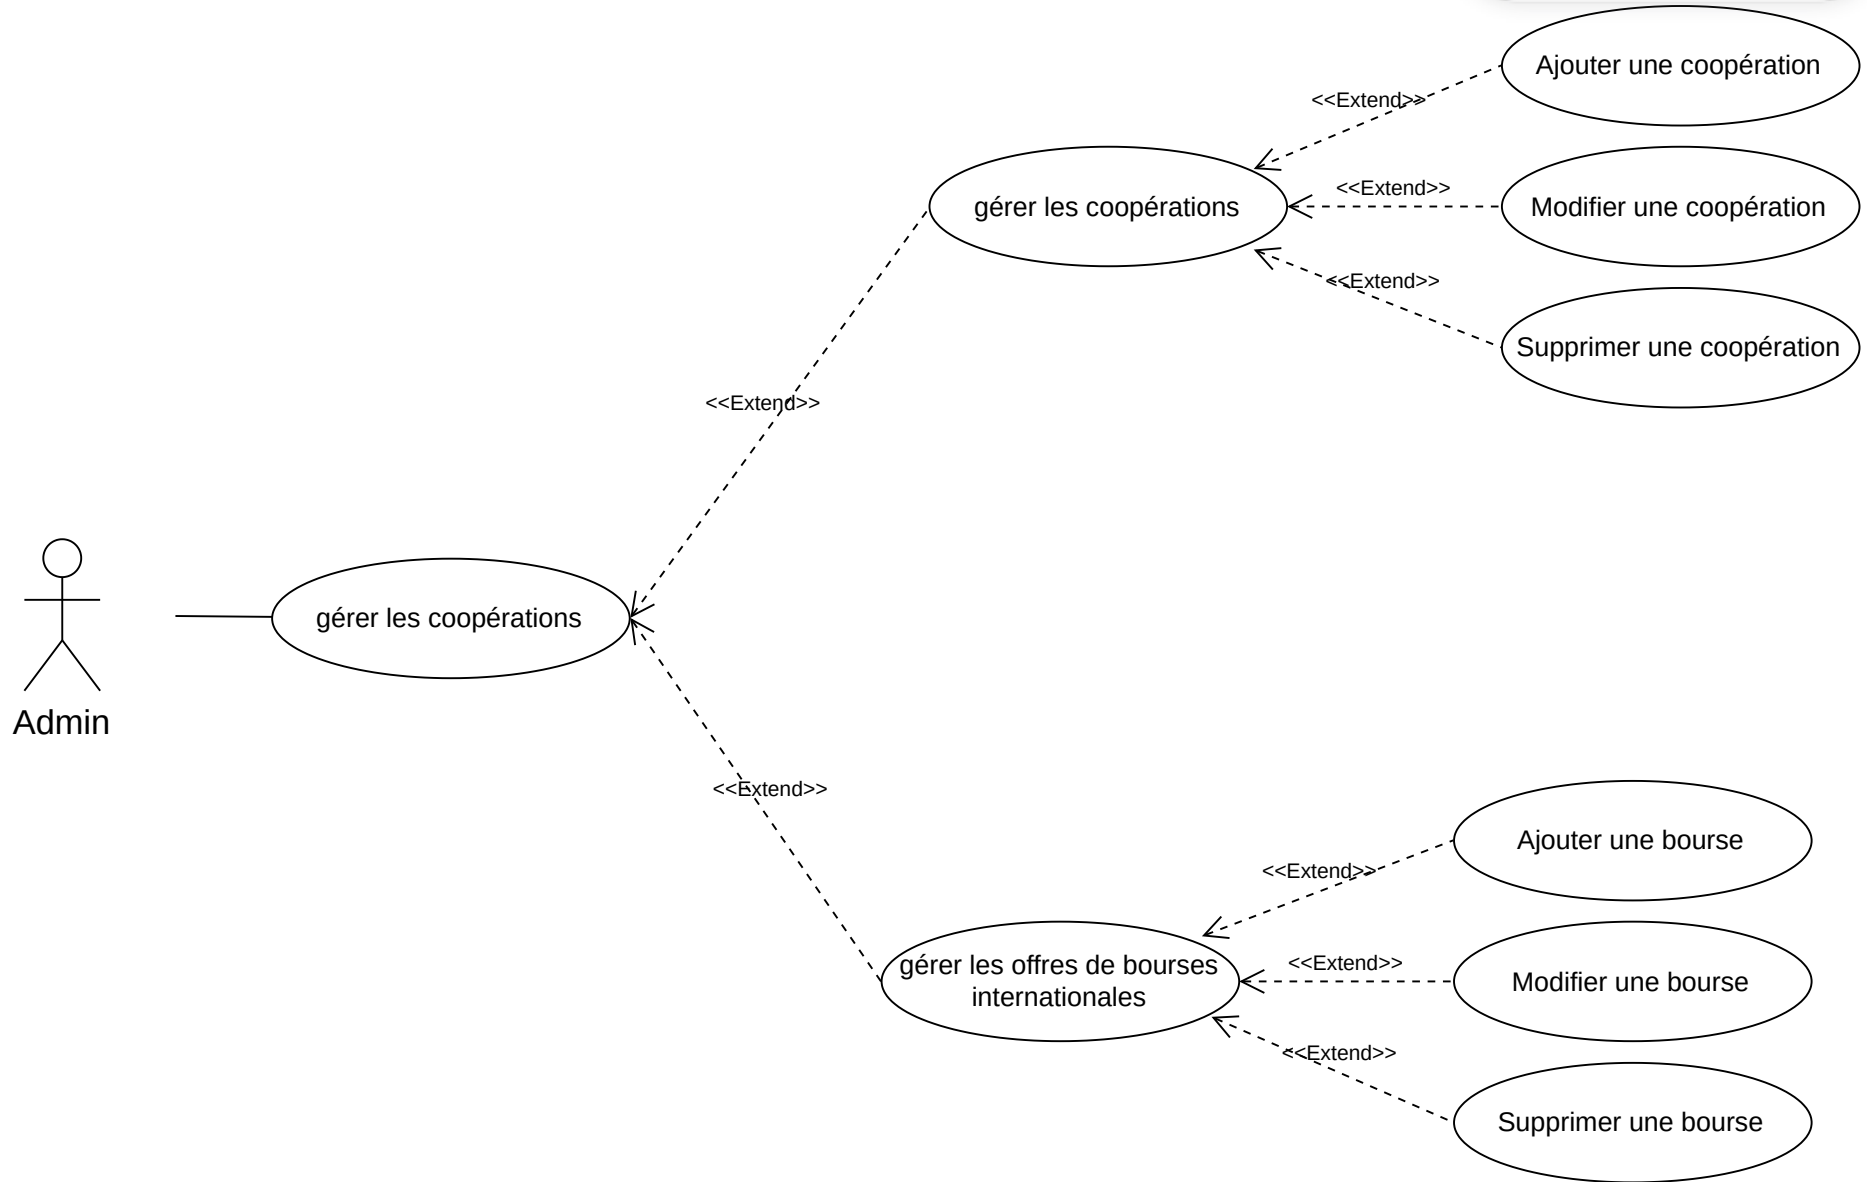 Ajouter une coopération
<<Extend>>
<<Extend>>
gérer les coopérations
Modifier une coopération
<<Extend>>
Supprimer une coopération
<<Extend>>
gérer les coopérations
Admin
<<Extend>>
Ajouter une bourse
<<Extend>>
<<Extend>>
gérer les offres de bourses
internationales
Modifier une bourse
<<Extend>>
Supprimer une bourse